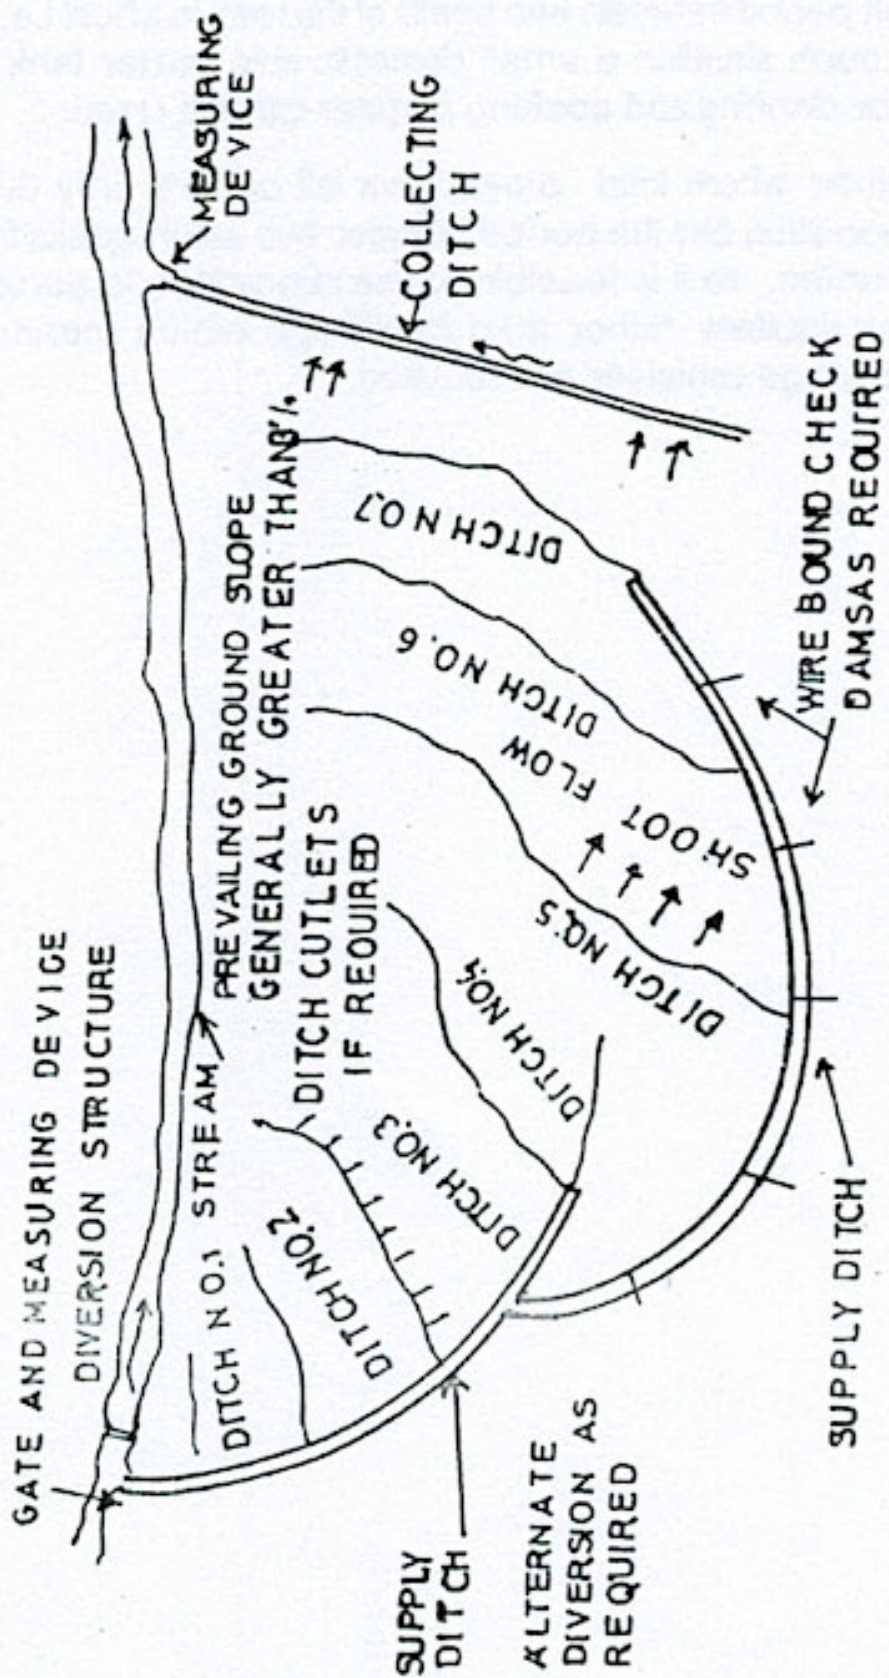 GATE AND MEASURING DEVICE
DIVERSION STRUCTURE
DITCH NO.1
STREAM
MEASURING
DEVICE
COLLECTING
DITCH
PREVAILING GROUND SLOPE
GENERALLY GREATER THAN3%
DITCH CUTLETS
IF REQUIRED
DITCH NO.2
DITCH NO.3
DITCH NO.4
DITCH NO.5
SHOOT FLOW
DITCH NO.6
DITCH NO.7
WIRE BOUND CHECK
DAMSAS REQUIRED
SUPPLY
DITCH
ALTERNATE
DIVERSION AS
REQUIRED
SUPPLY DITCH